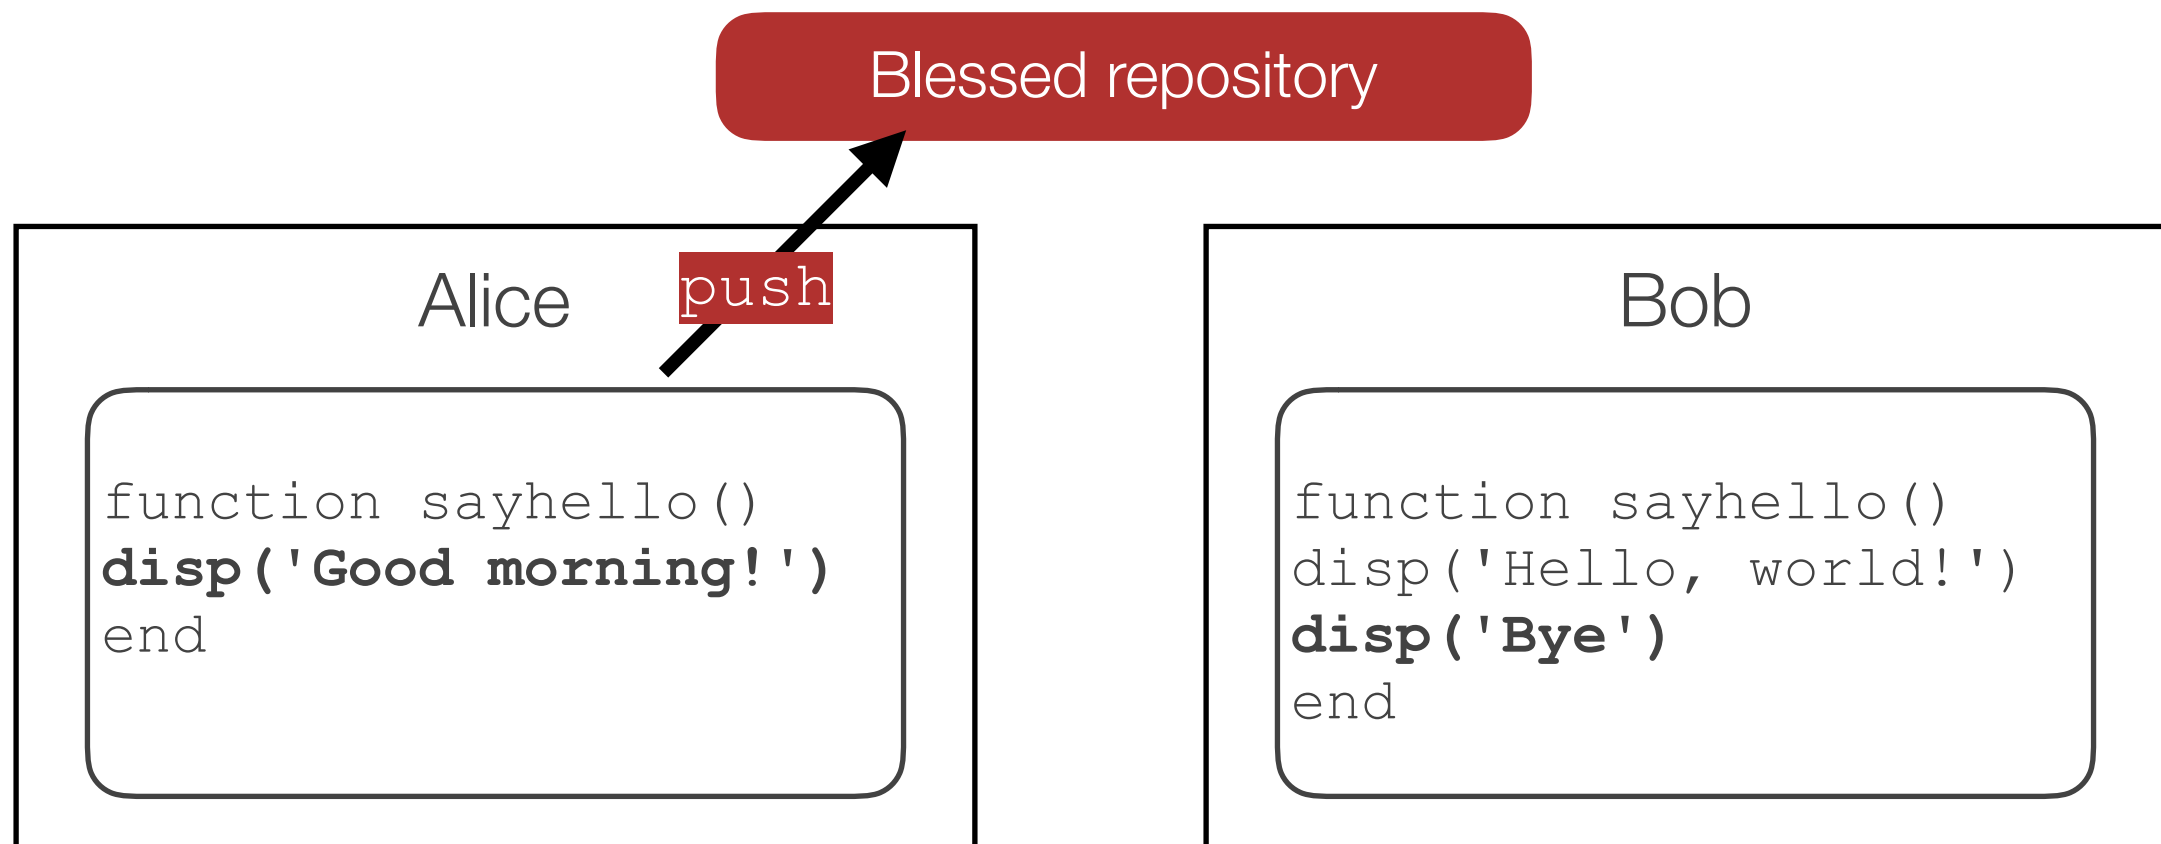 Blessed repository
Alice
push
function sayhello()
disp('Good morning!')
end
Bob
function sayhello()
disp('Hello, world!')
disp('Bye')
end